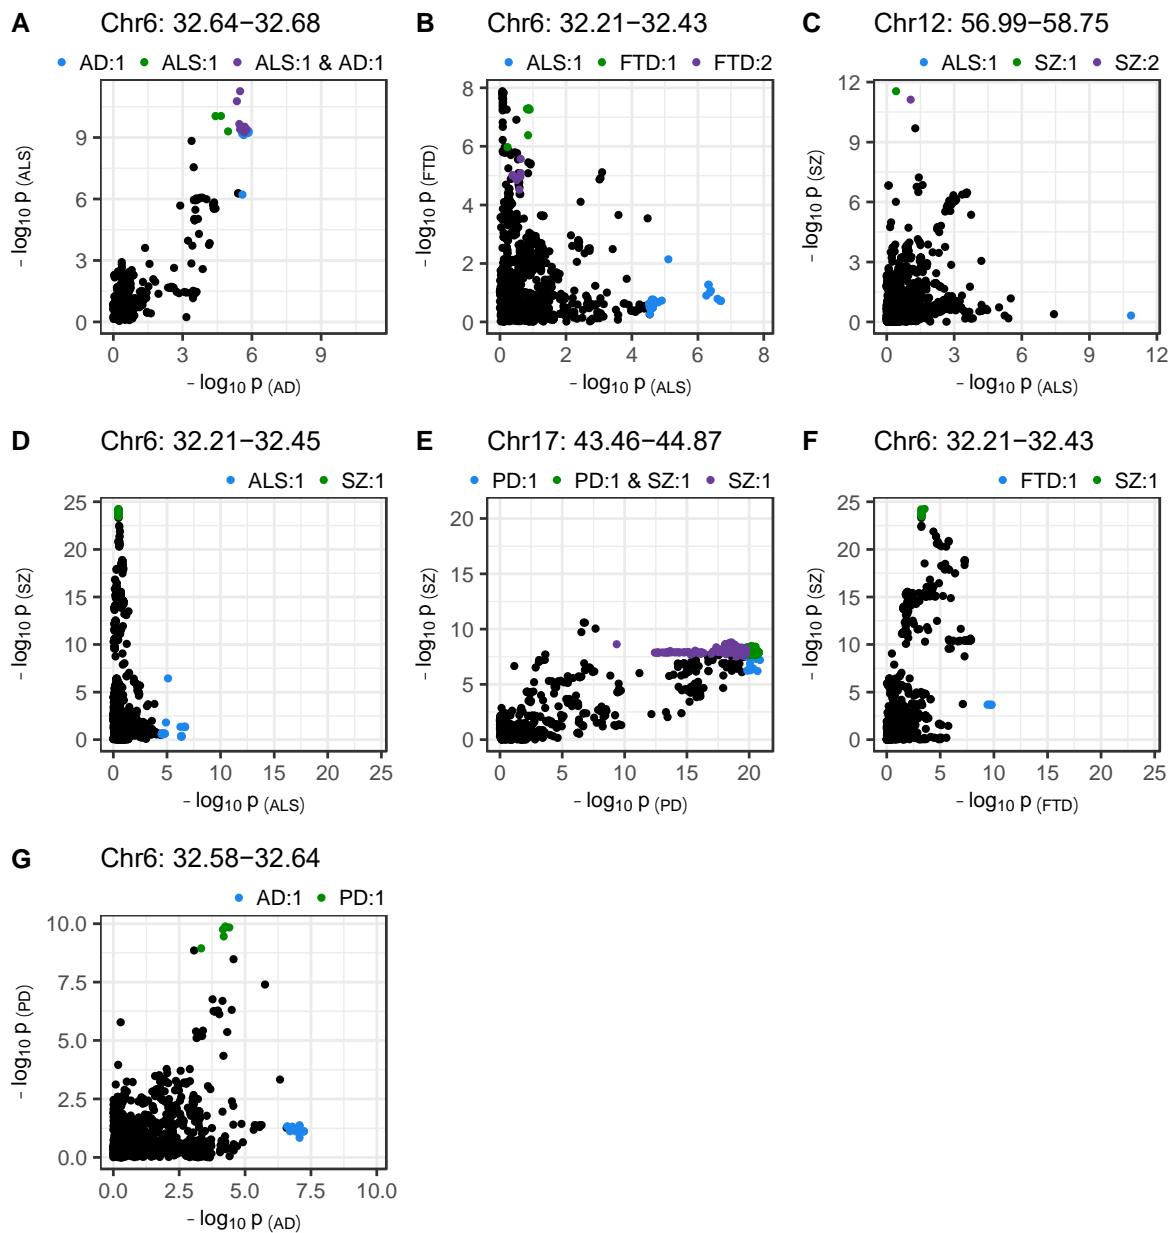 A Chr6: 32.64−32.68
AD:1 ALS:1 ALS:1 & AD:1
9
6
3
0
− log10 p (ALS)
0 3 6 9
− log10 p (AD)
B Chr6: 32.21−32.43
ALS:1 FTD:1 FTD:2
8
6
4
2
0
− log10 p (FTD)
0 2 4 6 8
− log10 p (ALS)
C Chr12: 56.99−58.75
ALS:1 SZ:1 SZ:2
12
9
6
3
0
− log10 p (SZ)
0 3 6 9 12
− log10 p (ALS)
D Chr6: 32.21−32.45
ALS:1 SZ:1
25
20
15
10
5
0
− log10 p (SZ)
0 5 10 15 20 25
− log10 p (ALS)
E Chr17: 43.46−44.87
PD:1 PD:1 & SZ:1 SZ:1
20
15
10
5
0
− log10 p (SZ)
0 5 10 15 20
− log10 p (PD)
F Chr6: 32.21−32.43
FTD:1 SZ:1
25
20
15
10
5
0
− log10 p (SZ)
0 5 10 15 20 25
− log10 p (FTD)
G Chr6: 32.58−32.64
AD:1 PD:1
10.0
7.5
5.0
2.5
0.0
− log10 p (PD)
0.0 2.5 5.0 7.5 10.0
− log10 p (AD)